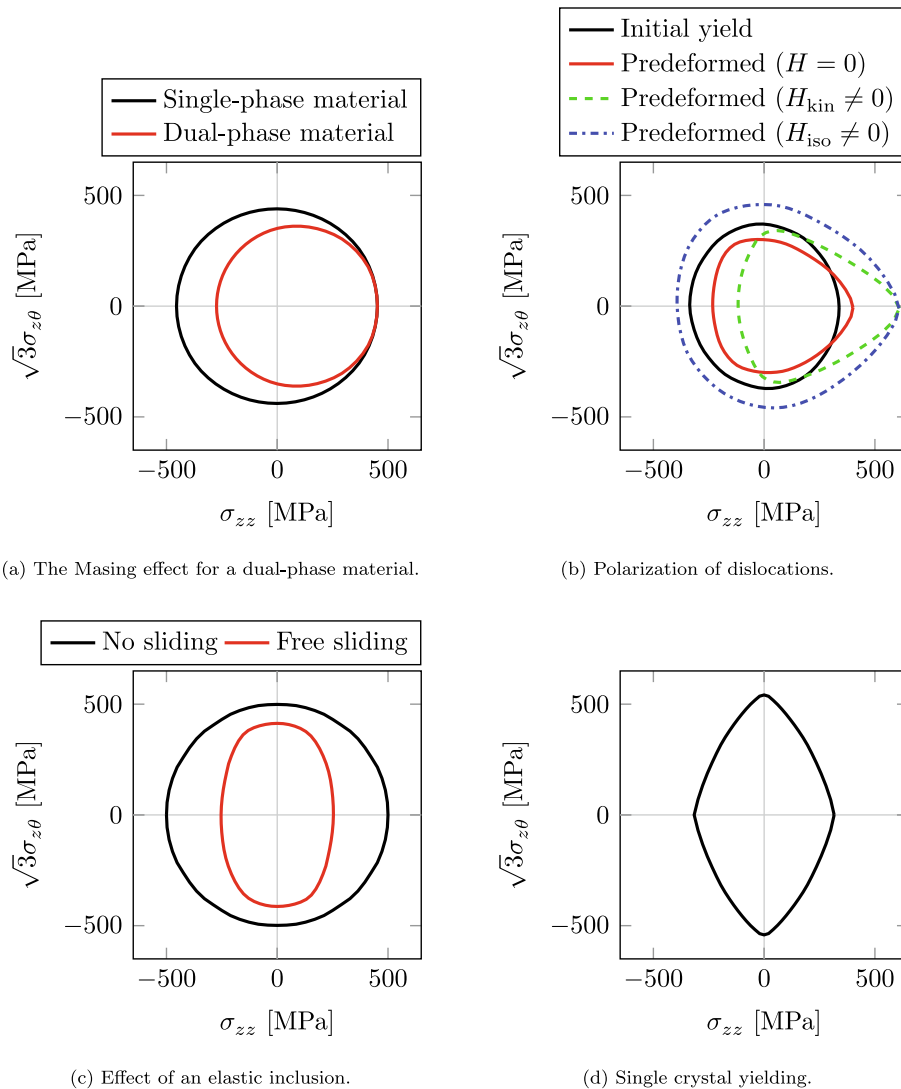 Single-phase material
Dual-phase material
500
0
−500
√3σzθ [MPa]
−500 0 500
σzz [MPa]
(a) The Masing effect for a dual-phase material.
Initial yield
Predeformed (H = 0)
Predeformed (Hkin ≠ 0)
Predeformed (Hiso ≠ 0)
500
0
−500
√3σzθ [MPa]
−500 0 500
σzz [MPa]
(b) Polarization of dislocations.
No sliding Free sliding
500
0
−500
√3σzθ [MPa]
−500 0 500
σzz [MPa]
(c) Effect of an elastic inclusion.
500
0
−500
√3σzθ [MPa]
−500 0 500
σzz [MPa]
(d) Single crystal yielding.